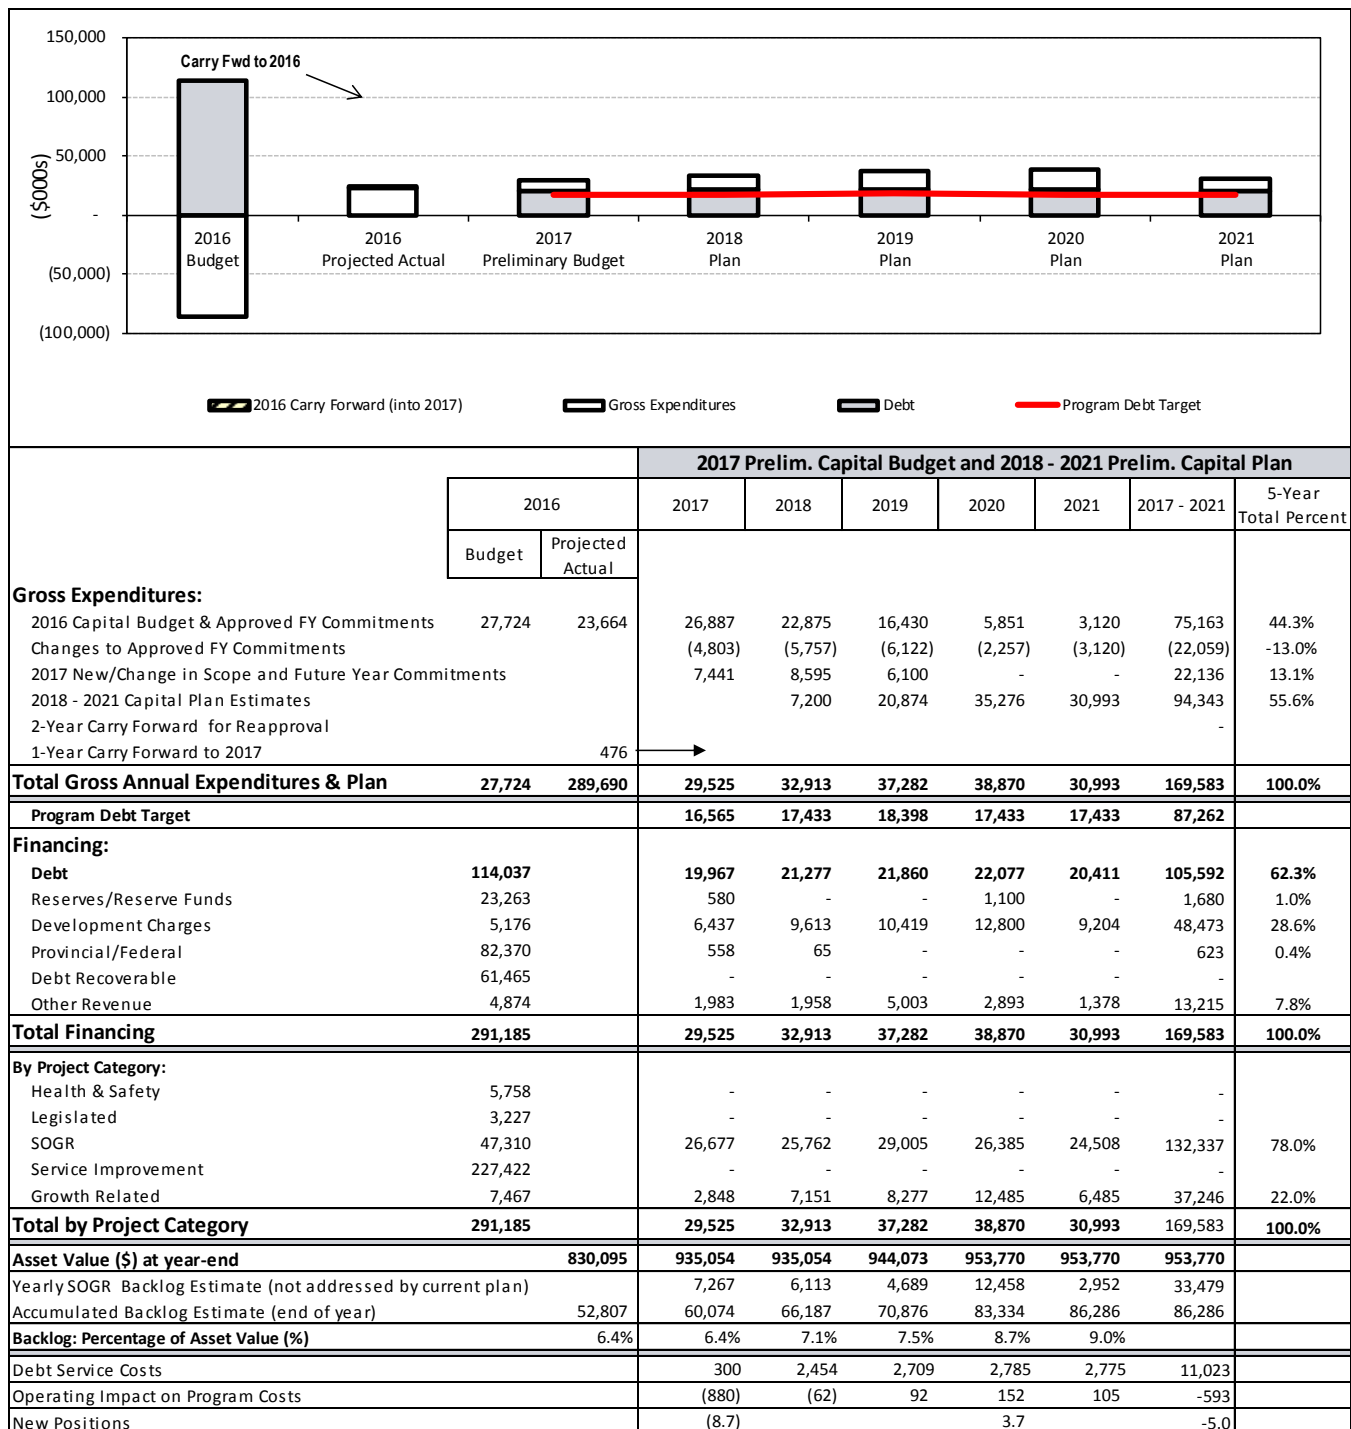 150,000
Carry Fwd to 2016
100,000
50,000
($000s)
-
2016 2016 2017 2018 2019 2020 2021
Budget Projected Actual Preliminary Budget Plan Plan Plan Plan
(50,000)
(100,000)
2016 Carry Forward (into 2017) Gross Expenditures Debt Program Debt Target
2017 Prelim. Capital Budget and 2018 - 2021 Prelim. Capital Plan
2016 2017 2018 2019 2020 2021 2017 - 2021 5-Year Total Percent
Budget Projected Actual
Gross Expenditures:
2016 Capital Budget & Approved FY Commitments 27,724 23,664 26,887 22,875 16,430 5,851 3,120 75,163 44.3%
Changes to Approved FY Commitments (4,803) (5,757) (6,122) (2,257) (3,120) (22,059) -13.0%
2017 New/Change in Scope and Future Year Commitments 7,441 8,595 6,100 - - 22,136 13.1%
2018 - 2021 Capital Plan Estimates 7,200 20,874 35,276 30,993 94,343 55.6%
2-Year Carry Forward for Reapproval -
1-Year Carry Forward to 2017 476
Total Gross Annual Expenditures & Plan 27,724 289,690 29,525 32,913 37,282 38,870 30,993 169,583 100.0%
Program Debt Target 16,565 17,433 18,398 17,433 17,433 87,262
Financing:
Debt 114,037 19,967 21,277 21,860 22,077 20,411 105,592 62.3%
Reserves/Reserve Funds 23,263 580 - - 1,100 - 1,680 1.0%
Development Charges 5,176 6,437 9,613 10,419 12,800 9,204 48,473 28.6%
Provincial/Federal 82,370 558 65 - - - 623 0.4%
Debt Recoverable 61,465 - - - - - -
Other Revenue 4,874 1,983 1,958 5,003 2,893 1,378 13,215 7.8%
Total Financing 291,185 29,525 32,913 37,282 38,870 30,993 169,583 100.0%
By Project Category:
Health & Safety 5,758 - - - - - -
Legislated 3,227 - - - - - -
SOGR 47,310 26,677 25,762 29,005 26,385 24,508 132,337 78.0%
Service Improvement 227,422 - - - - - -
Growth Related 7,467 2,848 7,151 8,277 12,485 6,485 37,246 22.0%
Total by Project Category 291,185 29,525 32,913 37,282 38,870 30,993 169,583 100.0%
Asset Value ($) at year-end 830,095 935,054 935,054 944,073 953,770 953,770 953,770
Yearly SOGR Backlog Estimate (not addressed by current plan) 7,267 6,113 4,689 12,458 2,952 33,479
Accumulated Backlog Estimate (end of year) 52,807 60,074 66,187 70,876 83,334 86,286 86,286
Backlog: Percentage of Asset Value (%) 6.4% 6.4% 7.1% 7.5% 8.7% 9.0%
Debt Service Costs 300 2,454 2,709 2,785 2,775 11,023
Operating Impact on Program Costs (880) (62) 92 152 105 -593
New Positions (8.7) 3.7 -5.0